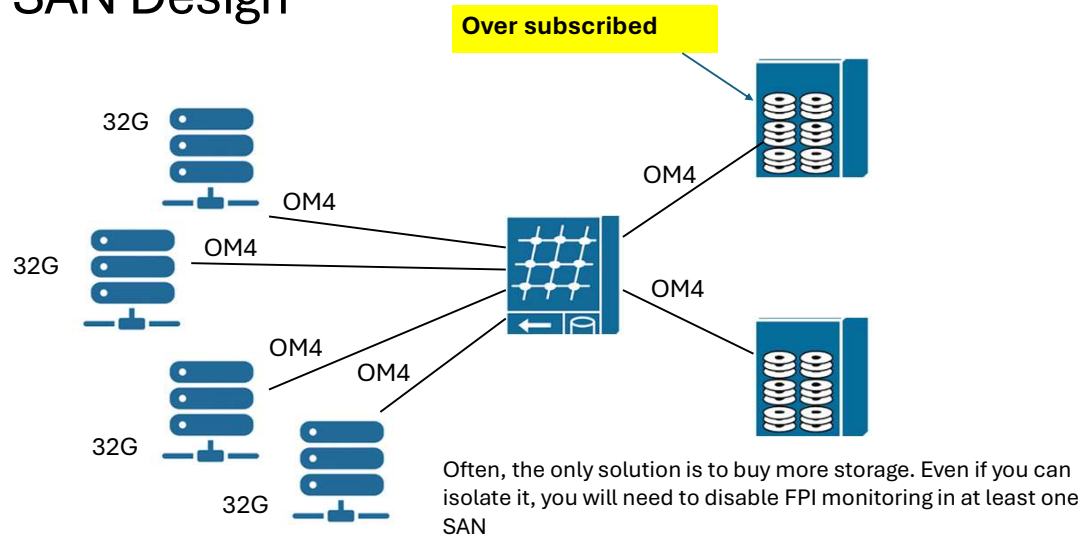 SAN Design
Over subscribed
32G
OM4
OM4
32G
OM4
OM4
OM4
OM4
32G
32G
Often, the only solution is to buy more storage. Even if you can
isolate it, you will need to disable FPI monitoring in at least one
SAN